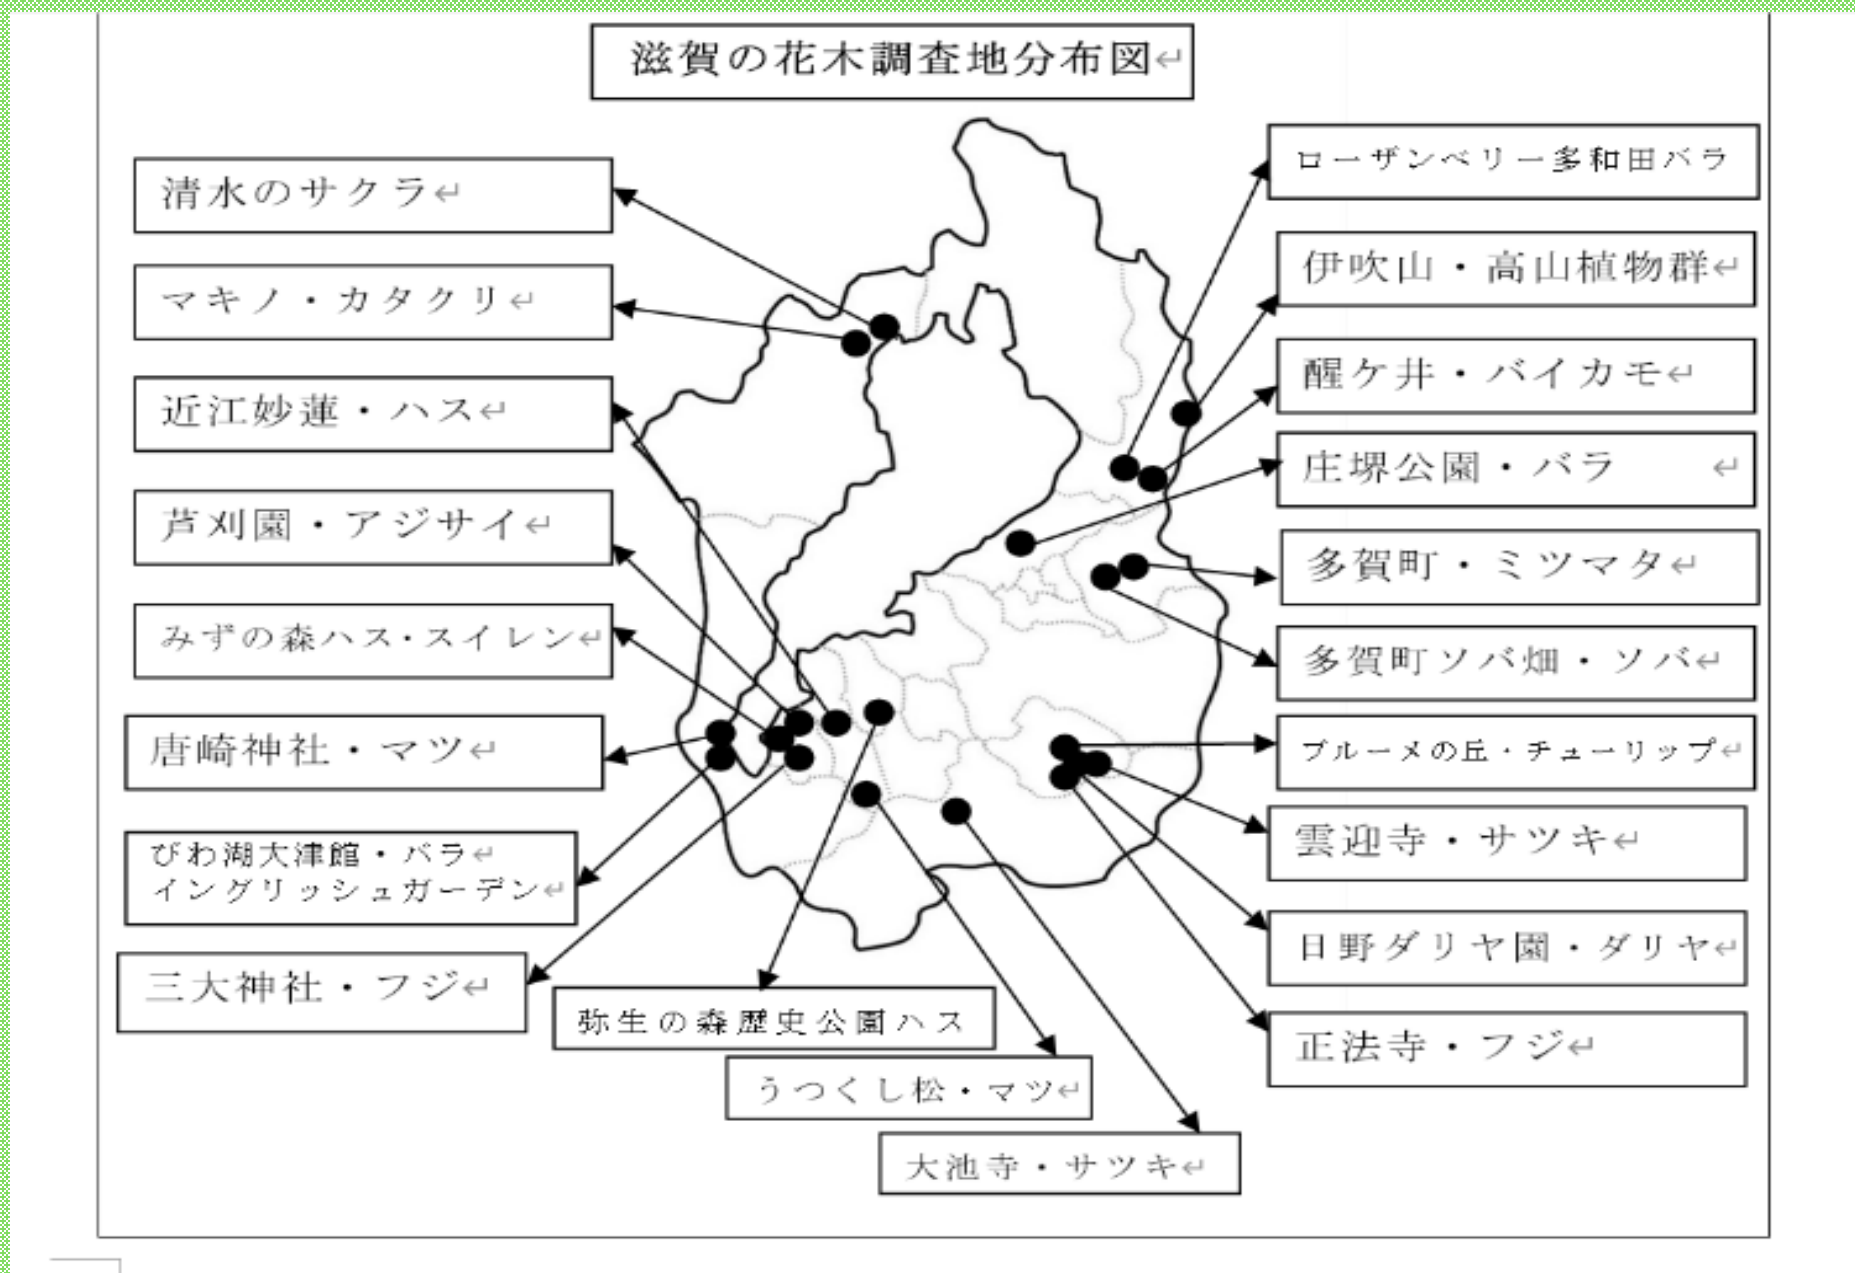 滋賀の花木調査地分布図↵
清水のサクラ↵
マキノ・カタクリ↵
近江妙蓮・ハス↵
芦刈園・アジサイ↵
みずの森ハス・スイレン↵
唐崎神社・マツ↵
びわ湖大津館・バラ↵
イングリッシュガーデン↵
三大神社・フジ↵
弥生の森歴史公園ハス
うつくし松・マツ↵
大池寺・サツキ↵
ローザンベリー多和田バラ
伊吹山・高山植物群↵
醒ケ井・バイカモ↵
庄堺公園・バラ ↵
多賀町・ミツマタ↵
多賀町ソバ畑・ソバ↵
ブルーメの丘・チューリップ↵
雲迎寺・サツキ↵
日野ダリヤ園・ダリヤ↵
正法寺・フジ↵